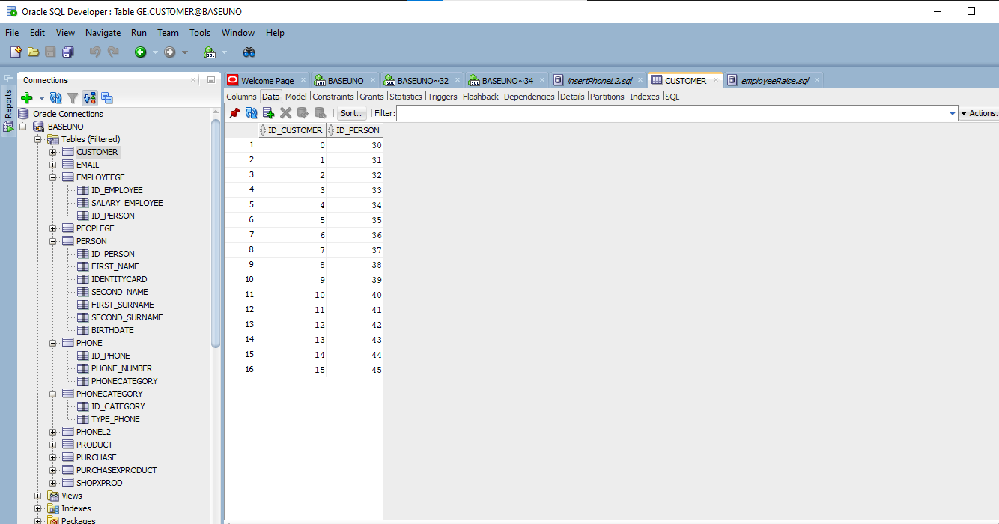 Oracle SQL Developer : Table GE.CUSTOMER@BASEUNO
File Edit View Navigate Run Team Tools Window Help
Reports
Connections
Oracle Connections
BASEUNO
Tables (Filtered)
CUSTOMER
EMAIL
EMPLOYEEGE
ID_EMPLOYEE
SALARY_EMPLOYEE
ID_PERSON
PEOPLEGE
PERSON
ID_PERSON
FIRST_NAME
IDENTITYCARD
SECOND_NAME
FIRST_SURNAME
SECOND_SURNAME
BIRTHDATE
PHONE
ID_PHONE
PHONE_NUMBER
PHONECATEGORY
PHONECATEGORY
ID_CATEGORY
TYPE_PHONE
PHONEL2
PRODUCT
PURCHASE
PURCHASEXPRODUCT
SHOPXPROD
Views
Indexes
Packages
Welcome Page BASEUNO BASEUNO~32 BASEUNO~34 insertPhoneL2.sql CUSTOMER employeeRaise.sql
Columns Data Model Constraints Grants Statistics Triggers Flashback Dependencies Details Partitions Indexes SQL
Sort.. Filter: Actions.
ID_CUSTOMER ID_PERSON
1 0 30
2 1 31
3 2 32
4 3 33
5 4 34
6 5 35
7 6 36
8 7 37
9 8 38
10 9 39
11 10 40
12 11 41
13 12 42
14 13 43
15 14 44
16 15 45